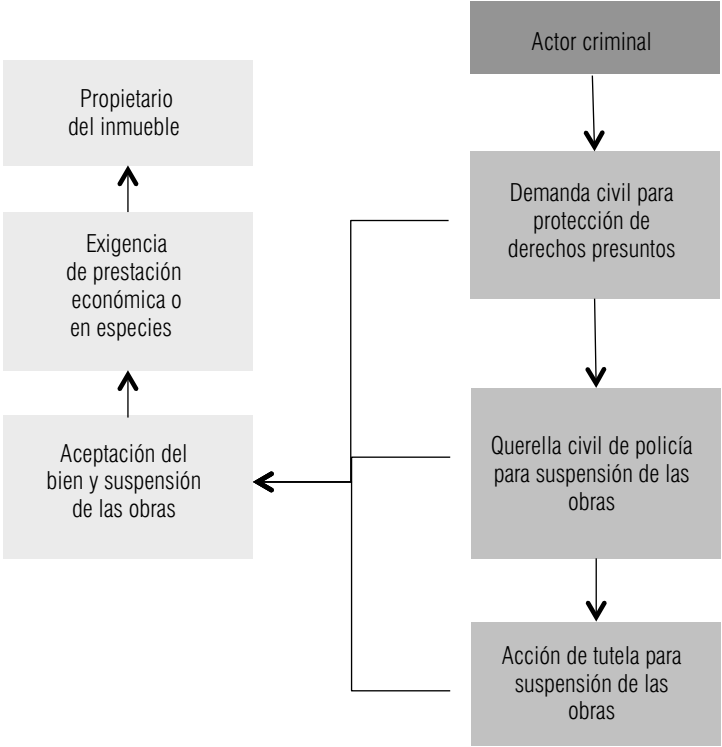 Actor criminal
Propietario
del inmueble
Demanda civil para
protección de
derechos presuntos
Exigencia
de prestación
económica o
en especies
Querella civil de policía
para suspensión de las
obras
Aceptación del
bien y suspensión
de las obras
Acción de tutela para
suspensión de las
obras